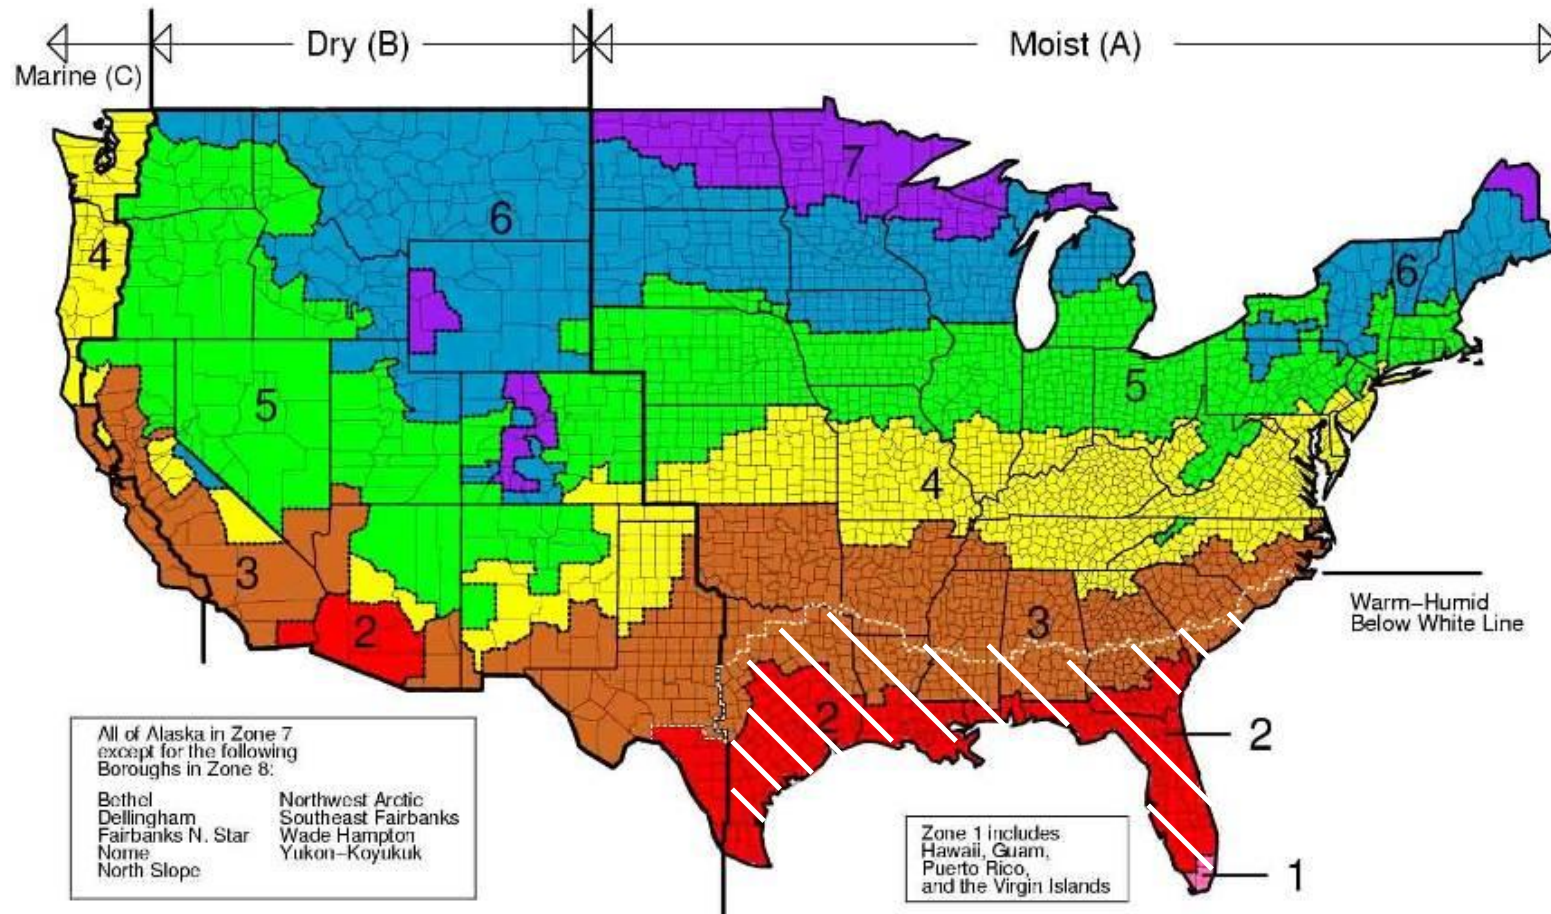 Dry (B)
Moist (A)
Marine (C)
7
6
4
6
5
5
4
3
3
2
2
Warm-Humid
Below White Line
2
1
All of Alaska in Zone 7
except for the following
Boroughs in Zone 8:
Bethel
Dellingham
Fairbanks N. Star
Nome
North Slope
Northwest Arctic
Southeast Fairbanks
Wade Hampton
Yukon-Koyukuk
Zone 1 includes
Hawaii, Guam,
Puerto Rico,
and the Virgin Islands